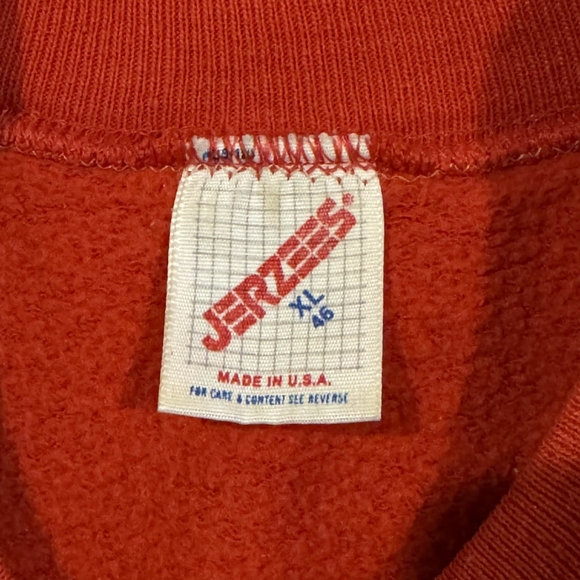 JERZEES®
XL
46
MADE IN U.S.A.
FOR CARE & CONTENT SEE REVERSE